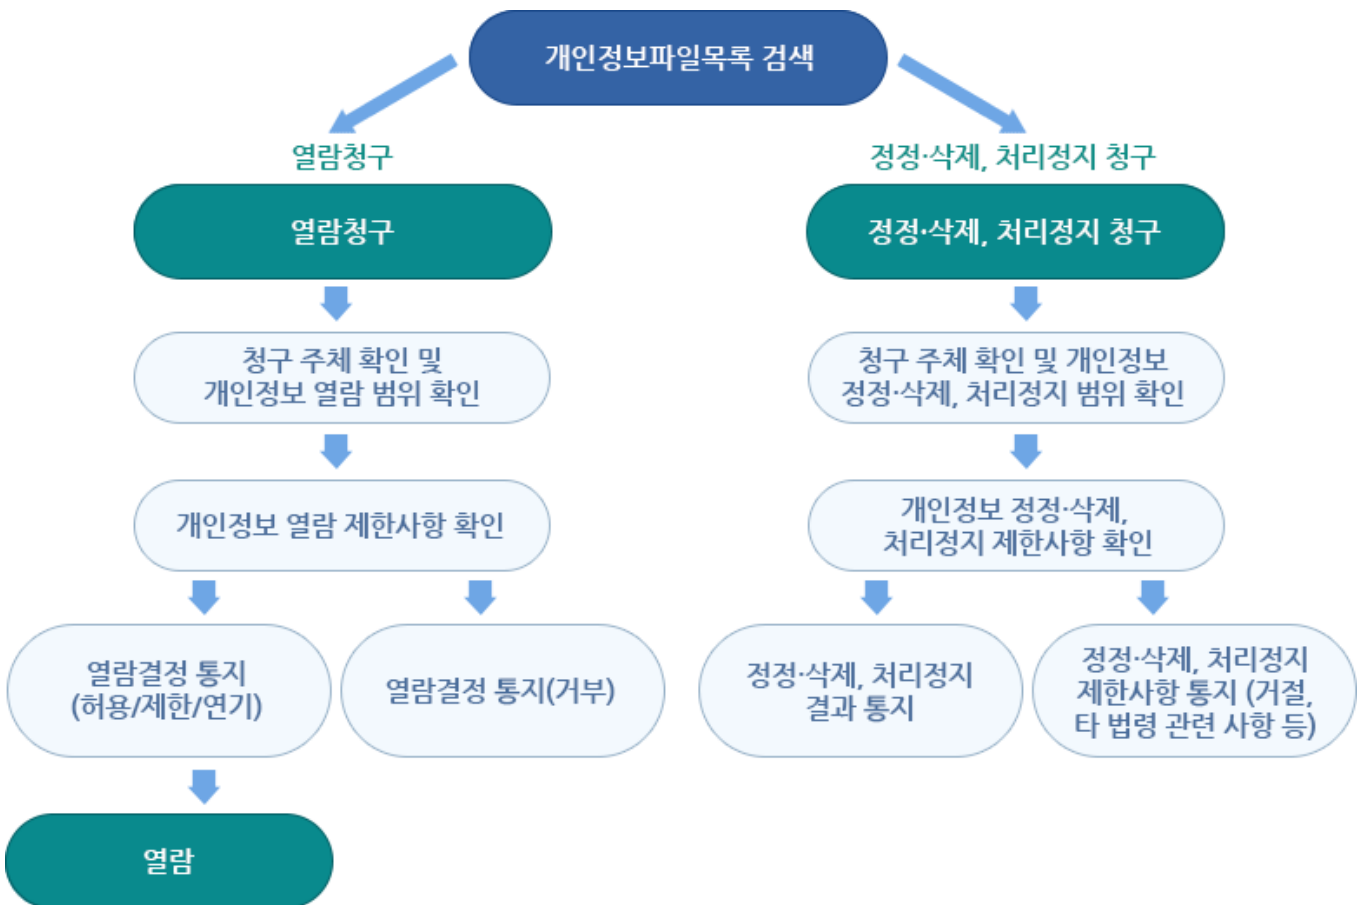 개인정보파일목록 검색
열람청구
열람청구
청구 주체 확인 및
개인정보 열람 범위 확인
개인정보 열람 제한사항 확인
열람결정 통지
(허용/제한/연기)
열람결정 통지(거부)
열람
정정·삭제, 처리정지 청구
정정·삭제, 처리정지 청구
청구 주체 확인 및 개인정보
정정·삭제, 처리정지 범위 확인
개인정보 정정·삭제,
처리정지 제한사항 확인
정정·삭제, 처리정지
결과 통지
정정·삭제, 처리정지
제한사항 통지 (거절,
타 법령 관련 사항 등)